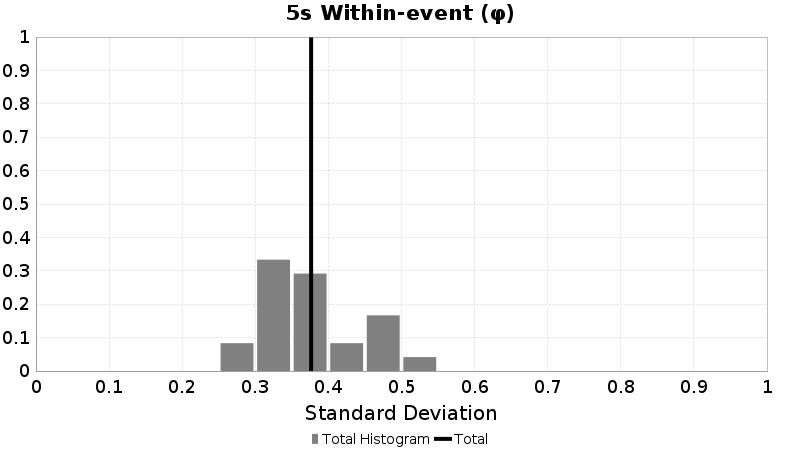 5s Within-event (φ)
1
0.9
0.8
0.7
0.6
0.5
0.4
0.3
0.2
0.1
0
0 0.1 0.2 0.3 0.4 0.5 0.6 0.7 0.8 0.9 1
Standard Deviation
Total Histogram Total